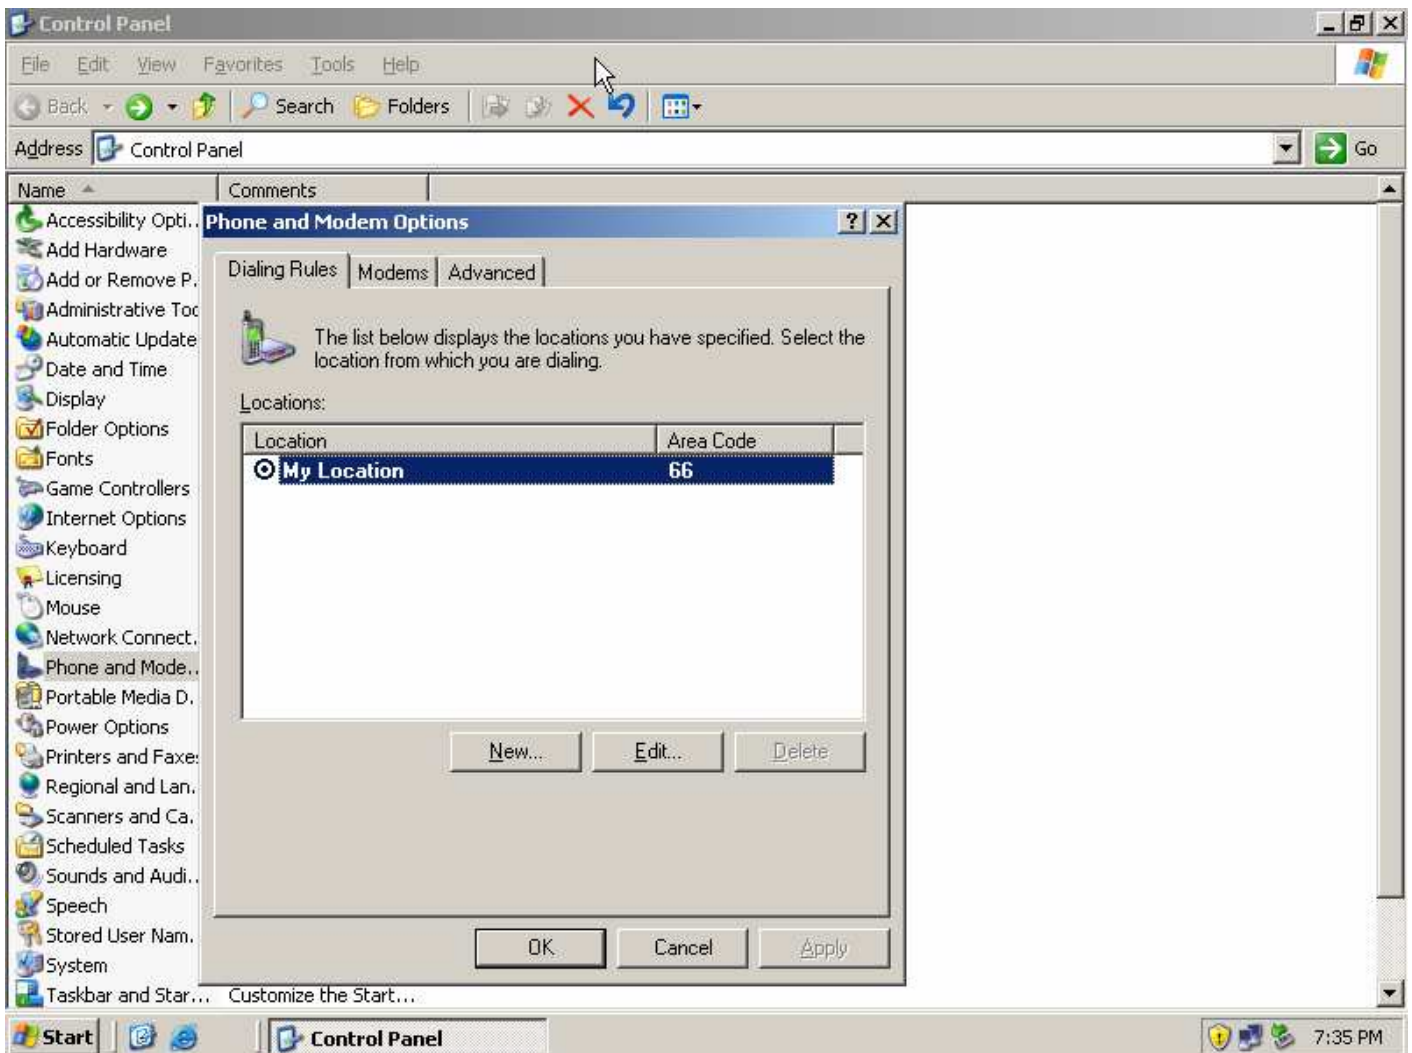 Control Panel
File Edit View Favorites Tools Help
Back Search Folders
Address Control Panel Go
Name Comments
Accessibility Opti...
Phone and Modem Options
Add Hardware
Dialing Rules Modems Advanced
Add or Remove P.
Administrative Too
The list below displays the locations you have specified. Select the
location from which you are dialing.
Automatic Update
Date and Time
Display
Locations:
Folder Options
Location Area Code
Fonts
My Location 66
Game Controllers
Internet Options
Keyboard
Licensing
Mouse
Network Connect.
Phone and Mode..
Portable Media D.
Power Options
Printers and Faxe
New... Edit... Delete
Regional and Lan.
Scanners and Ca.
Scheduled Tasks
Sounds and Audi..
Speech
Stored User Nam.
OK Cancel Apply
System
Taskbar and Star... Customize the Start...
Start Control Panel 7:35 PM